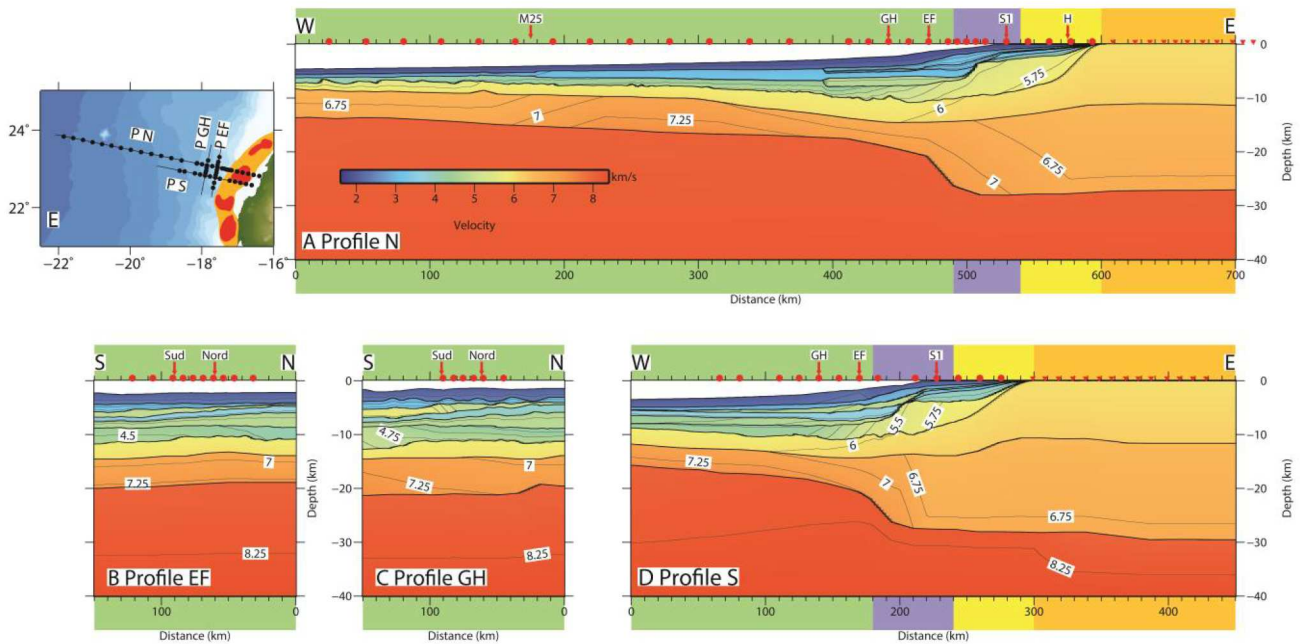 W M25 GH EF S1 H E
0
-10
-20
-30
-40
Depth (km)
6.75 7 7.25 6 5.75 6.75 7
2 3 4 5 6 7 8 km/s
Velocity
A Profile N
0 100 200 300 400 500 600 700
Distance (km)
24°
22°
P N
P GH
P EF
P S
E
-22° -20° -18° -16°
S Sud Nord N
4.5
7
7.25
8.25
B Profile EF
100 0
Distance (km)
Depth (km)
S Sud Nord N
0
-10
-20
-30
-40
4.75
7
7.25
8.25
C Profile GH
100 0
Distance (km)
W GH EF S1 E
0
-10
-20
-30
-40
Depth (km)
7.25 7 6 5.5 5.75 6.75 6.75 8.25
D Profile S
0 100 200 300 400
Distance (km)